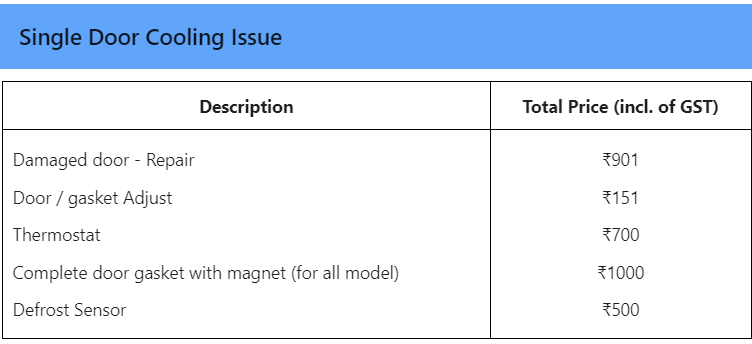 Single Door Cooling Issue
Description Total Price (incl. of GST)
Damaged door - Repair ₹901
Door / gasket Adjust ₹151
Thermostat ₹700
Complete door gasket with magnet (for all model) ₹1000
Defrost Sensor ₹500